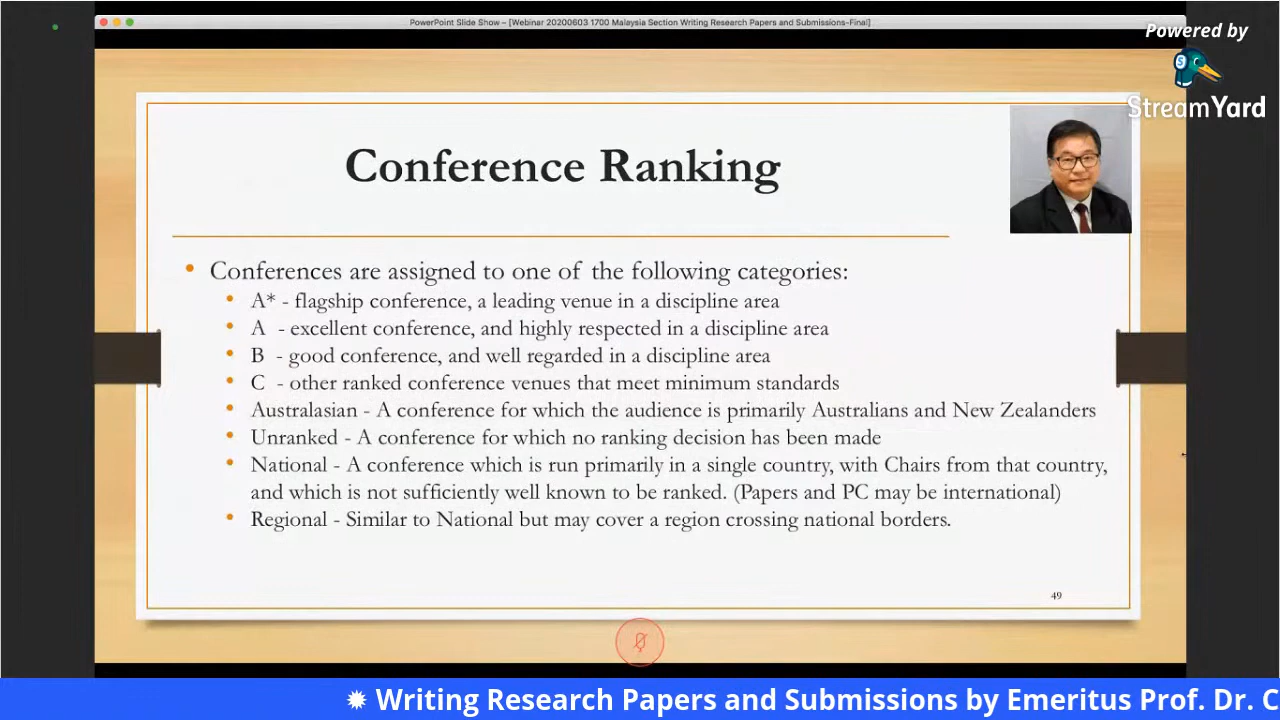 PowerPoint Slide Show – [Webinar 20200603 1700 Malaysia Section Writing Research Papers and Submissions-Final]
Powered by
StreamYard
Conference Ranking
• Conferences are assigned to one of the following categories:
• A* - flagship conference, a leading venue in a discipline area
• A - excellent conference, and highly respected in a discipline area
• B - good conference, and well regarded in a discipline area
• C - other ranked conference venues that meet minimum standards
• Australasian - A conference for which the audience is primarily Australians and New Zealanders
• Unranked - A conference for which no ranking decision has been made
• National - A conference which is run primarily in a single country, with Chairs from that country,
and which is not sufficiently well known to be ranked. (Papers and PC may be international)
• Regional - Similar to National but may cover a region crossing national borders.
49
✹ Writing Research Papers and Submissions by Emeritus Prof. Dr. C